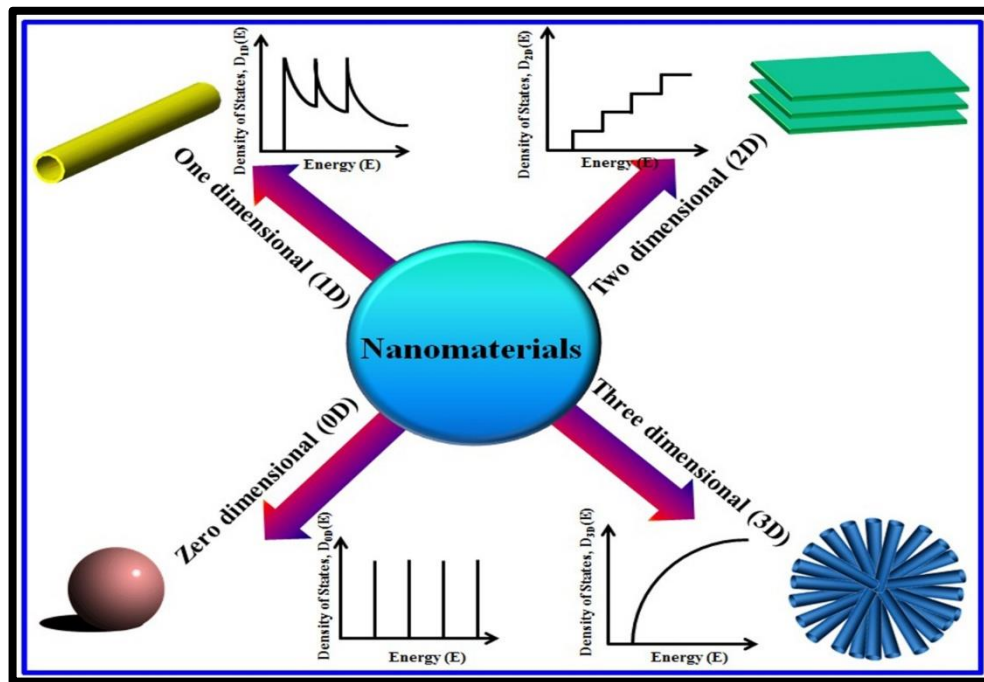 Density of States, D1D(E)
Energy (E)
One dimensional (1D)
Density of States, D2D(E)
Energy (E)
Two dimensional (2D)
Nanomaterials
Zero dimensional (0D)
Density of States, D0D(E)
Energy (E)
Three dimensional (3D)
Density of States, D3D(E)
Energy (E)